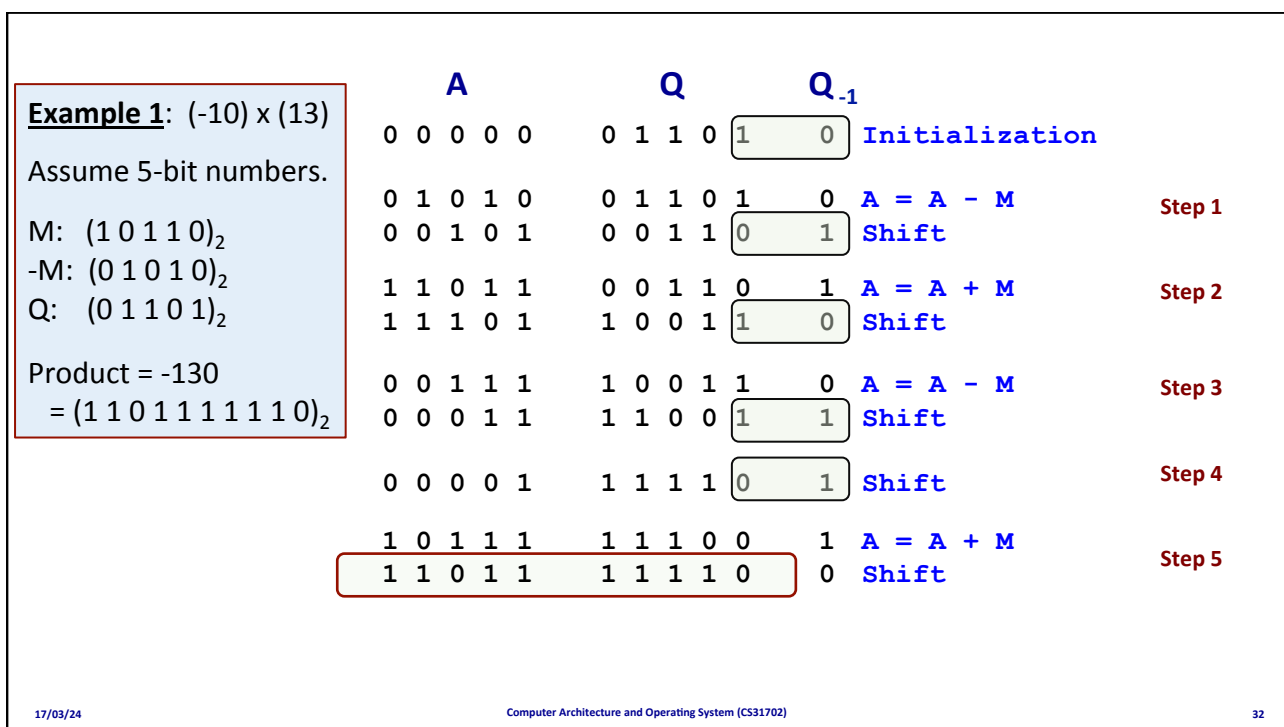 A Q Q-1
Example 1: (-10) x (13)
Assume 5-bit numbers.
M: (1 0 1 1 0)2
-M: (0 1 0 1 0)2
Q: (0 1 1 0 1)2
Product = -130
= (1 1 0 1 1 1 1 1 1 0)2
0 0 0 0 0 0 1 1 0 1 0 Initialization
0 1 0 1 0 0 1 1 0 1 0 A = A - M
Step 1
0 0 1 0 1 0 0 1 1 0 1 Shift
1 1 0 1 1 0 0 1 1 0 1 A = A + M
Step 2
1 1 1 0 1 1 0 0 1 1 0 Shift
0 0 1 1 1 1 0 0 1 1 0 A = A - M
Step 3
0 0 0 1 1 1 1 0 0 1 1 Shift
0 0 0 0 1 1 1 1 1 0 1 Shift
Step 4
1 0 1 1 1 1 1 1 0 0 1 A = A + M
Step 5
1 1 0 1 1 1 1 1 1 0 0 Shift
17/03/24 Computer Architecture and Operating System (CS31702) 32